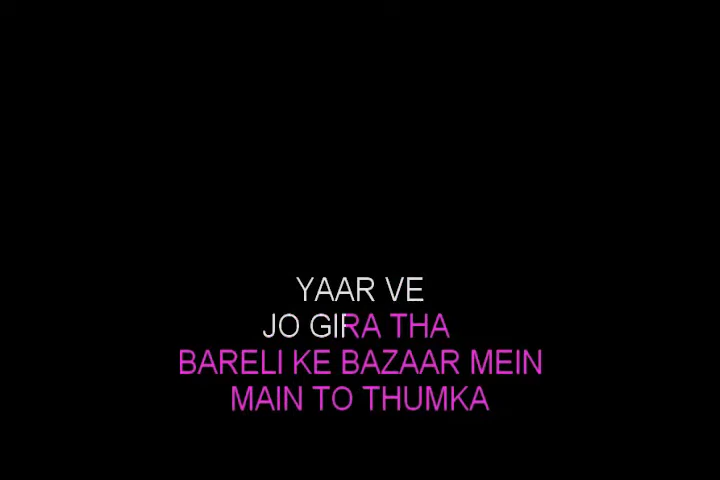 YAAR VE
JO GIRA THA
BARELI KE BAZAAR MEIN
MAIN TO THUMKA